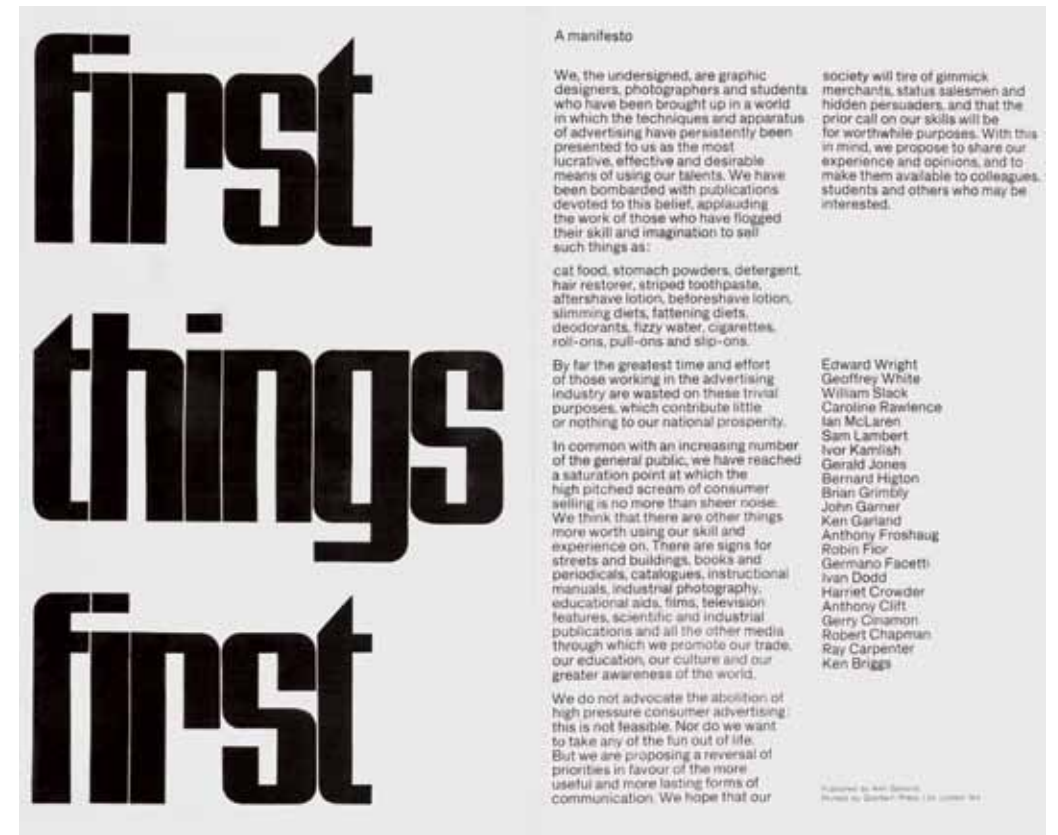 first
things
first
A manifesto
We, the undersigned, are graphic
designers, photographers and students
who have been brought up in a world
in which the techniques and apparatus
of advertising have persistently been
presented to us as the most
lucrative, effective and desirable
means of using our talents. We have
been bombarded with publications
devoted to this belief, applauding
the work of those who have flogged
their skill and imagination to sell
such things as:
cat food, stomach powders, detergent,
hair restorer, striped toothpaste,
aftershave lotion, beforeshave lotion,
slimming diets, fattening diets,
deodorants, fizzy water, cigarettes,
roll-ons, pull-ons and slip-ons.
By far the greatest time and effort
of those working in the advertising
industry are wasted on these trivial
purposes, which contribute little
or nothing to our national prosperity.
In common with an increasing number
of the general public, we have reached
a saturation point at which the
high pitched scream of consumer
selling is no more than sheer noise.
We think that there are other things
more worth using our skill and
experience on. There are signs for
streets and buildings, books and
periodicals, catalogues, instructional
manuals, industrial photography,
educational aids, films, television
features, scientific and industrial
publications and all the other media
through which we promote our trade,
our education, our culture and our
greater awareness of the world.
We do not advocate the abolition of
high pressure consumer advertising:
this is not feasible. Nor do we want
to take any of the fun out of life.
But we are proposing a reversal of
priorities in favour of the more
useful and more lasting forms of
communication. We hope that our
society will tire of gimmick
merchants, status salesmen and
hidden persuaders, and that the
prior call on our skills will be
for worthwhile purposes. With this
in mind, we propose to share our
experience and opinions, and to
make them available to colleagues,
students and others who may be
interested.
Edward Wright
Geoffrey White
William Slack
Caroline Rawlence
Ian McLaren
Sam Lambert
Ivor Kamlish
Gerald Jones
Bernard Higton
Brian Grimbly
John Garner
Ken Garland
Anthony Froshaug
Robin Fior
Germano Facetti
Ivan Dodd
Harriet Crowder
Anthony Clift
Gerry Cinamon
Robert Chapman
Ray Carpenter
Ken Briggs
Published by Ken Garland
Printed by Goodwin Press Ltd London N4